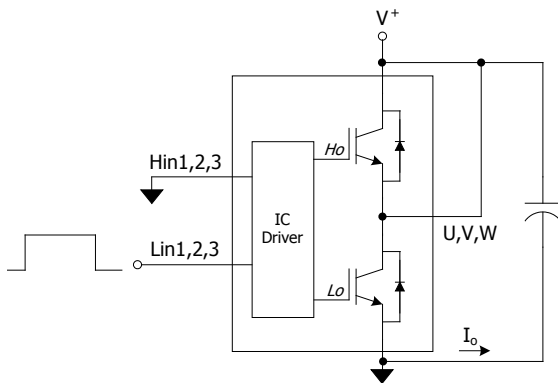 V+
Hin1,2,3
Ho
IC
Driver
U,V,W
Lin1,2,3
Lo
Io